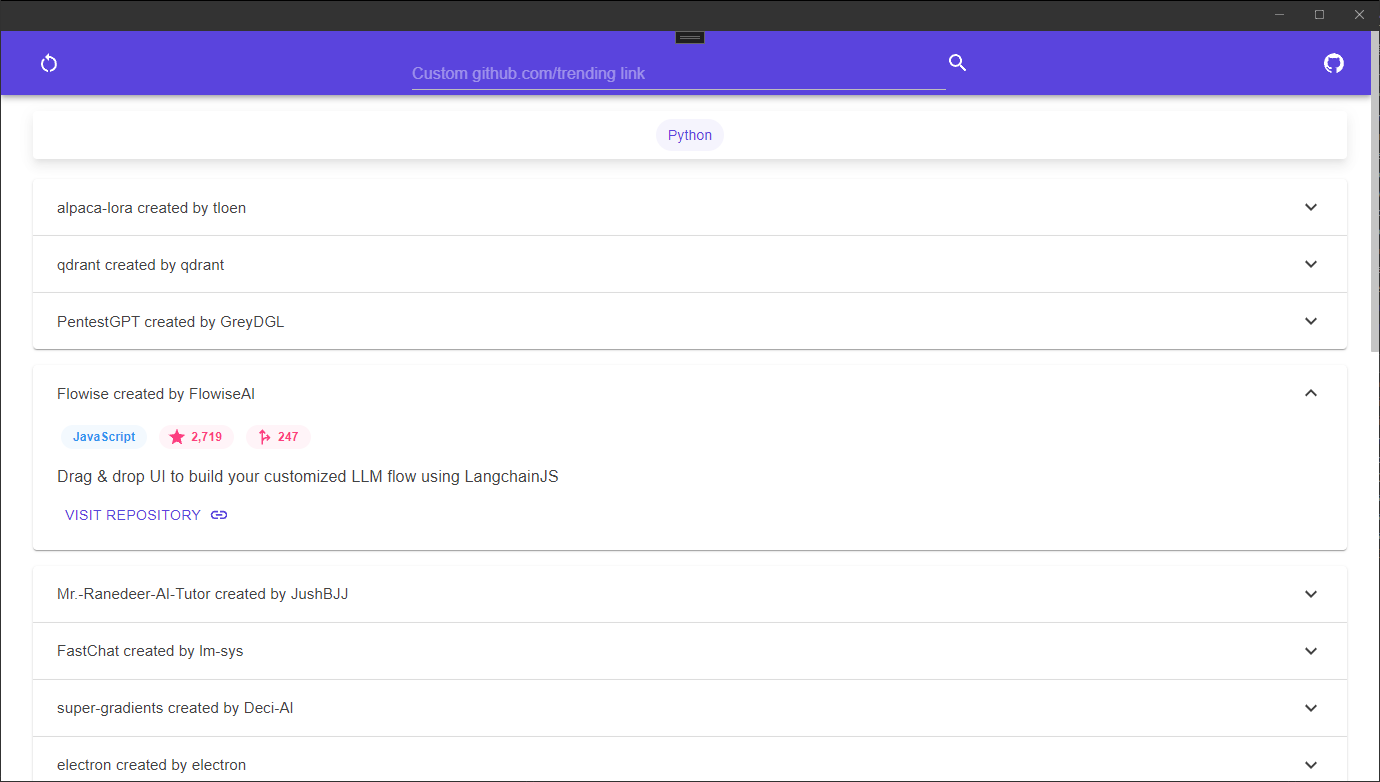 Custom github.com/trending link
Python
alpaca-lora created by tloen
qdrant created by qdrant
PentestGPT created by GreyDGL
Flowise created by FlowiseAI
JavaScript 2,719 247
Drag & drop UI to build your customized LLM flow using LangchainJS
VISIT REPOSITORY
Mr.-Ranedeer-AI-Tutor created by JushBJJ
FastChat created by lm-sys
super-gradients created by Deci-AI
electron created by electron